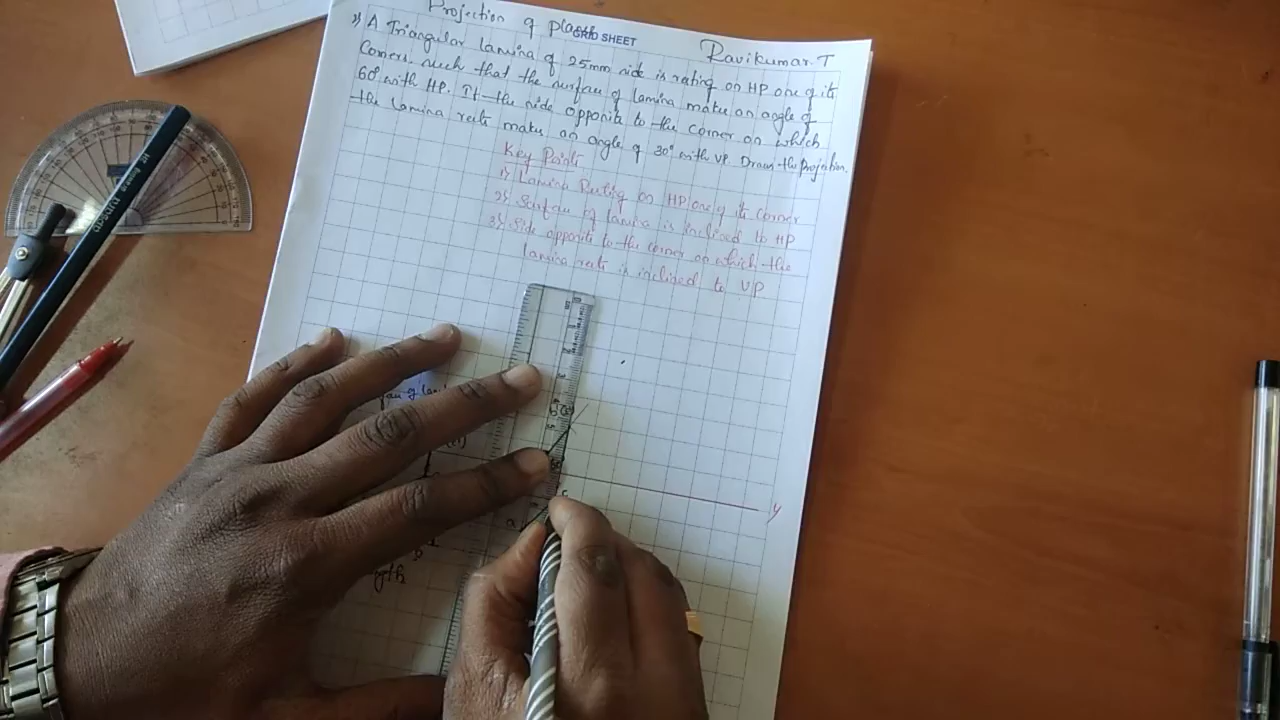 Projection of plane
GRID SHEET
Ravikumar.T
1) A Triangular lamina of 25mm side is resting on HP one of its
Corners such that the surface of lamina makes an angle of
60° with HP. If the side opposite to the corner on which
the lamina rests makes an angle of 30° with VP. Draw the projection.
Key Points
1) Lamina Resting on HP one of its corner
2) Surface of lamina is inclined to HP
3) Side opposite to the corner on which the
lamina rests is inclined to VP
y